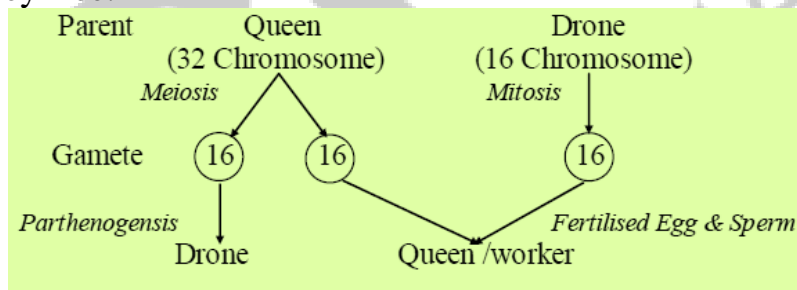 Parent Queen Drone
(32 Chromosome) (16 Chromosome)
Meiosis Mitosis
Gamete 16 16 16
Parthenogensis Fertilised Egg & Sperm
Drone Queen /worker